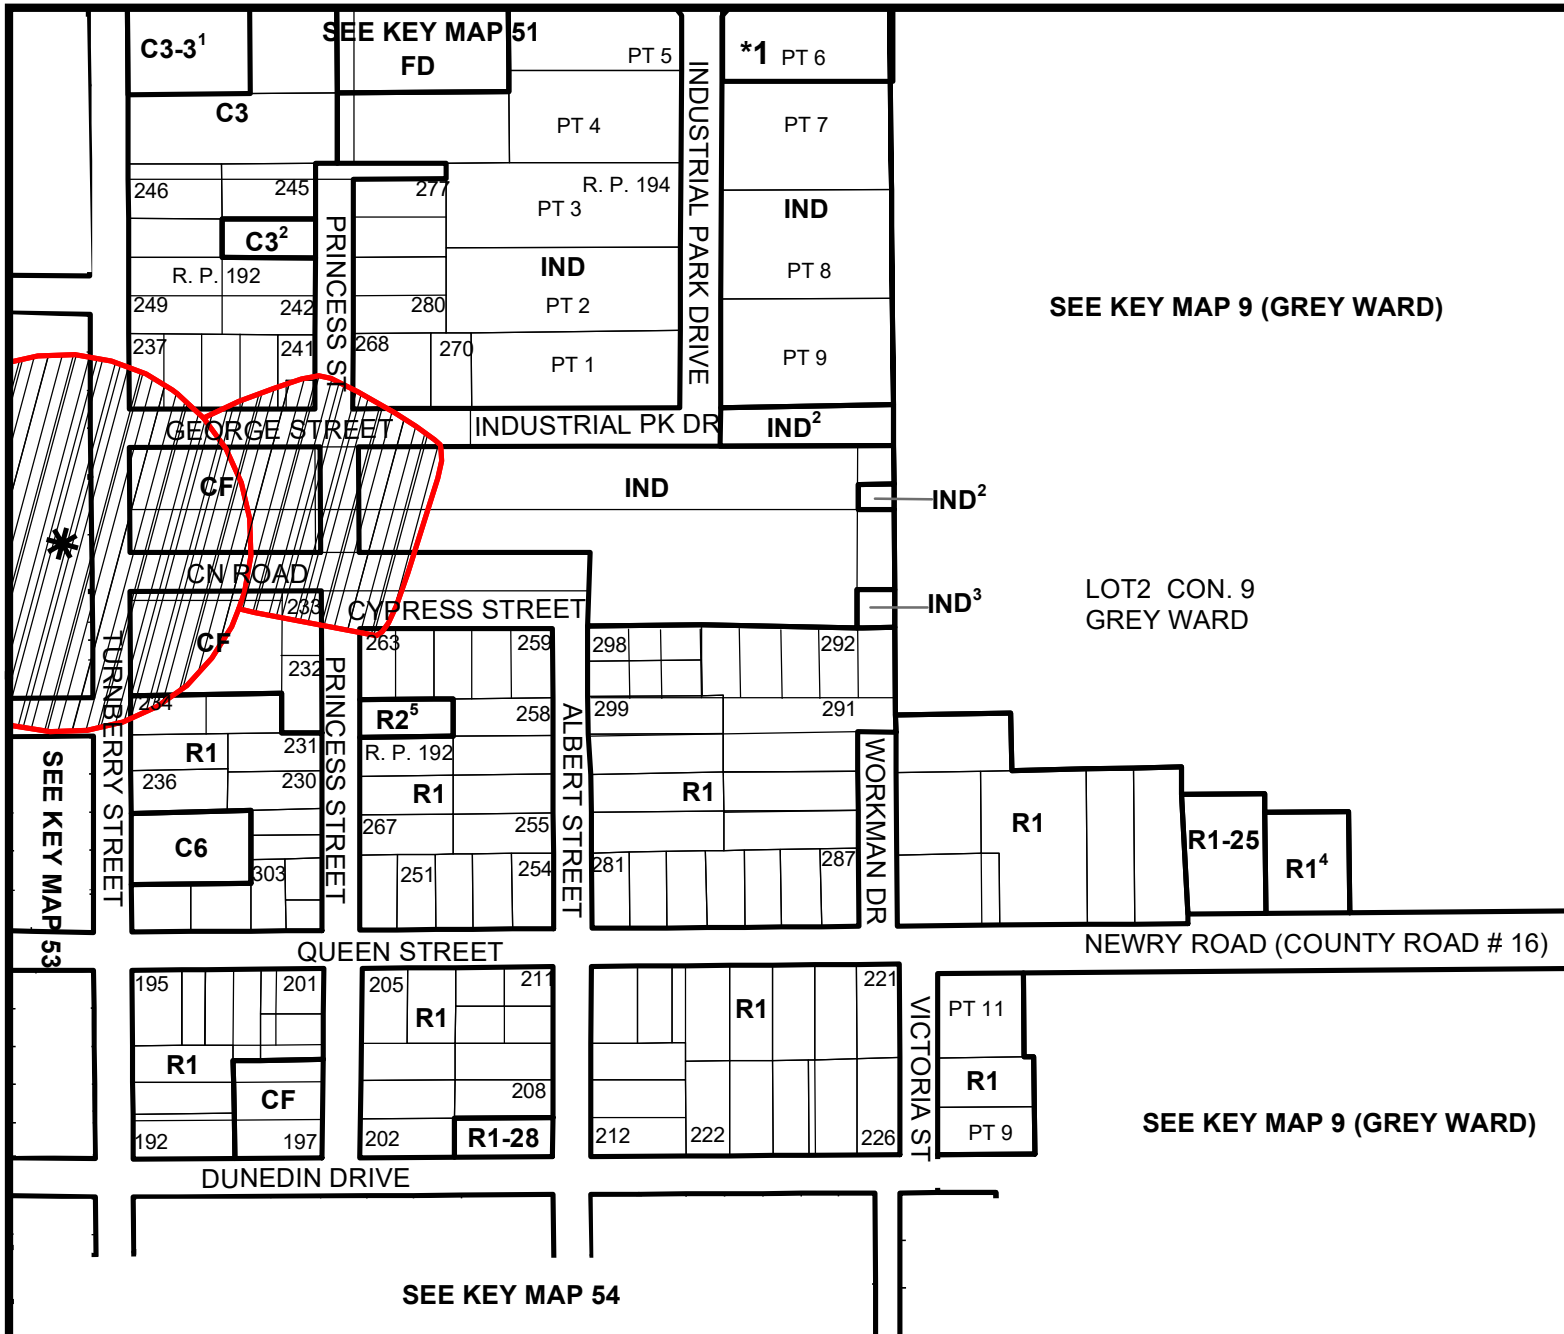 SEE KEY MAP 51
C3-3¹
FD
PT 5
*1 PT 6
C3
PT 4
PT 7
INDUSTRIAL PARK DRIVE
246
245
277
R. P. 194
PT 3
IND
C3²
PRINCESS ST
R. P. 192
IND
PT 8
249
242
280
PT 2
SEE KEY MAP 9 (GREY WARD)
237
241
268
270
PT 1
PT 9
GEORGE STREET
INDUSTRIAL PK DR
IND²
CF
IND
IND²
*
CN ROAD
233
CYPRESS STREET
IND³
LOT2 CON. 9
GREY WARD
CF
TURNBERRY STREET
232
PRINCESS STREET
263
259
298
292
234
R2⁵
258
ALBERT STREET
299
291
R1
231
R. P. 192
WORKMAN DR
SEE KEY MAP 53
236
230
R1
R1
R1
C6
267
255
R1-25
303
251
254
281
287
R1⁴
QUEEN STREET
NEWRY ROAD (COUNTY ROAD # 16)
195
201
205
211
221
R1
R1
VICTORIA ST
PT 11
R1
CF
208
R1
192
197
202
R1-28
212
222
226
PT 9
SEE KEY MAP 9 (GREY WARD)
DUNEDIN DRIVE
SEE KEY MAP 54